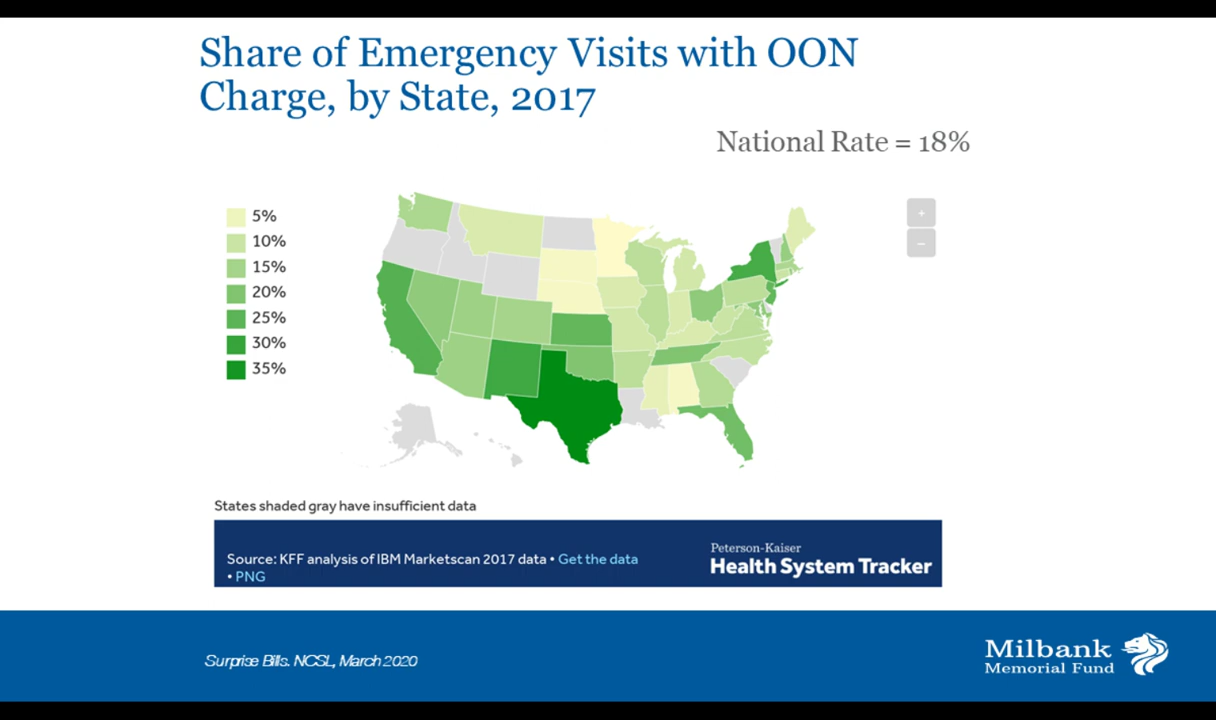 Share of Emergency Visits with OON
Charge, by State, 2017
National Rate = 18%
5%
10%
15%
20%
25%
30%
35%
+
–
States shaded gray have insufficient data
Source: KFF analysis of IBM Marketscan 2017 data • Get the data
• PNG
Peterson-Kaiser
Health System Tracker
Surprise Bills. NCSL, March 2020
Milbank
Memorial Fund